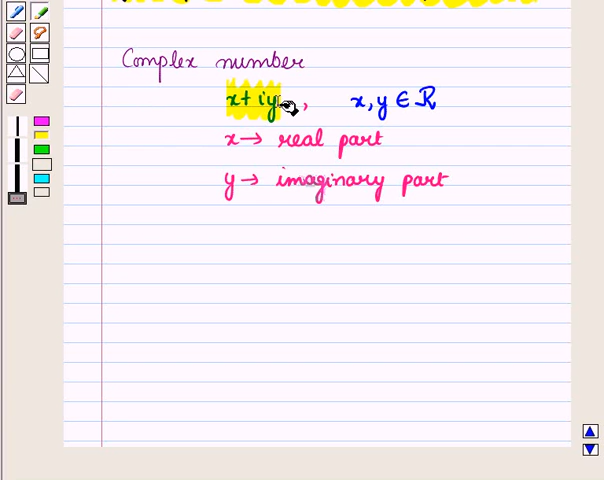 Complex number
x + iy, x, y ∈ R
x → real part
y → imaginary part